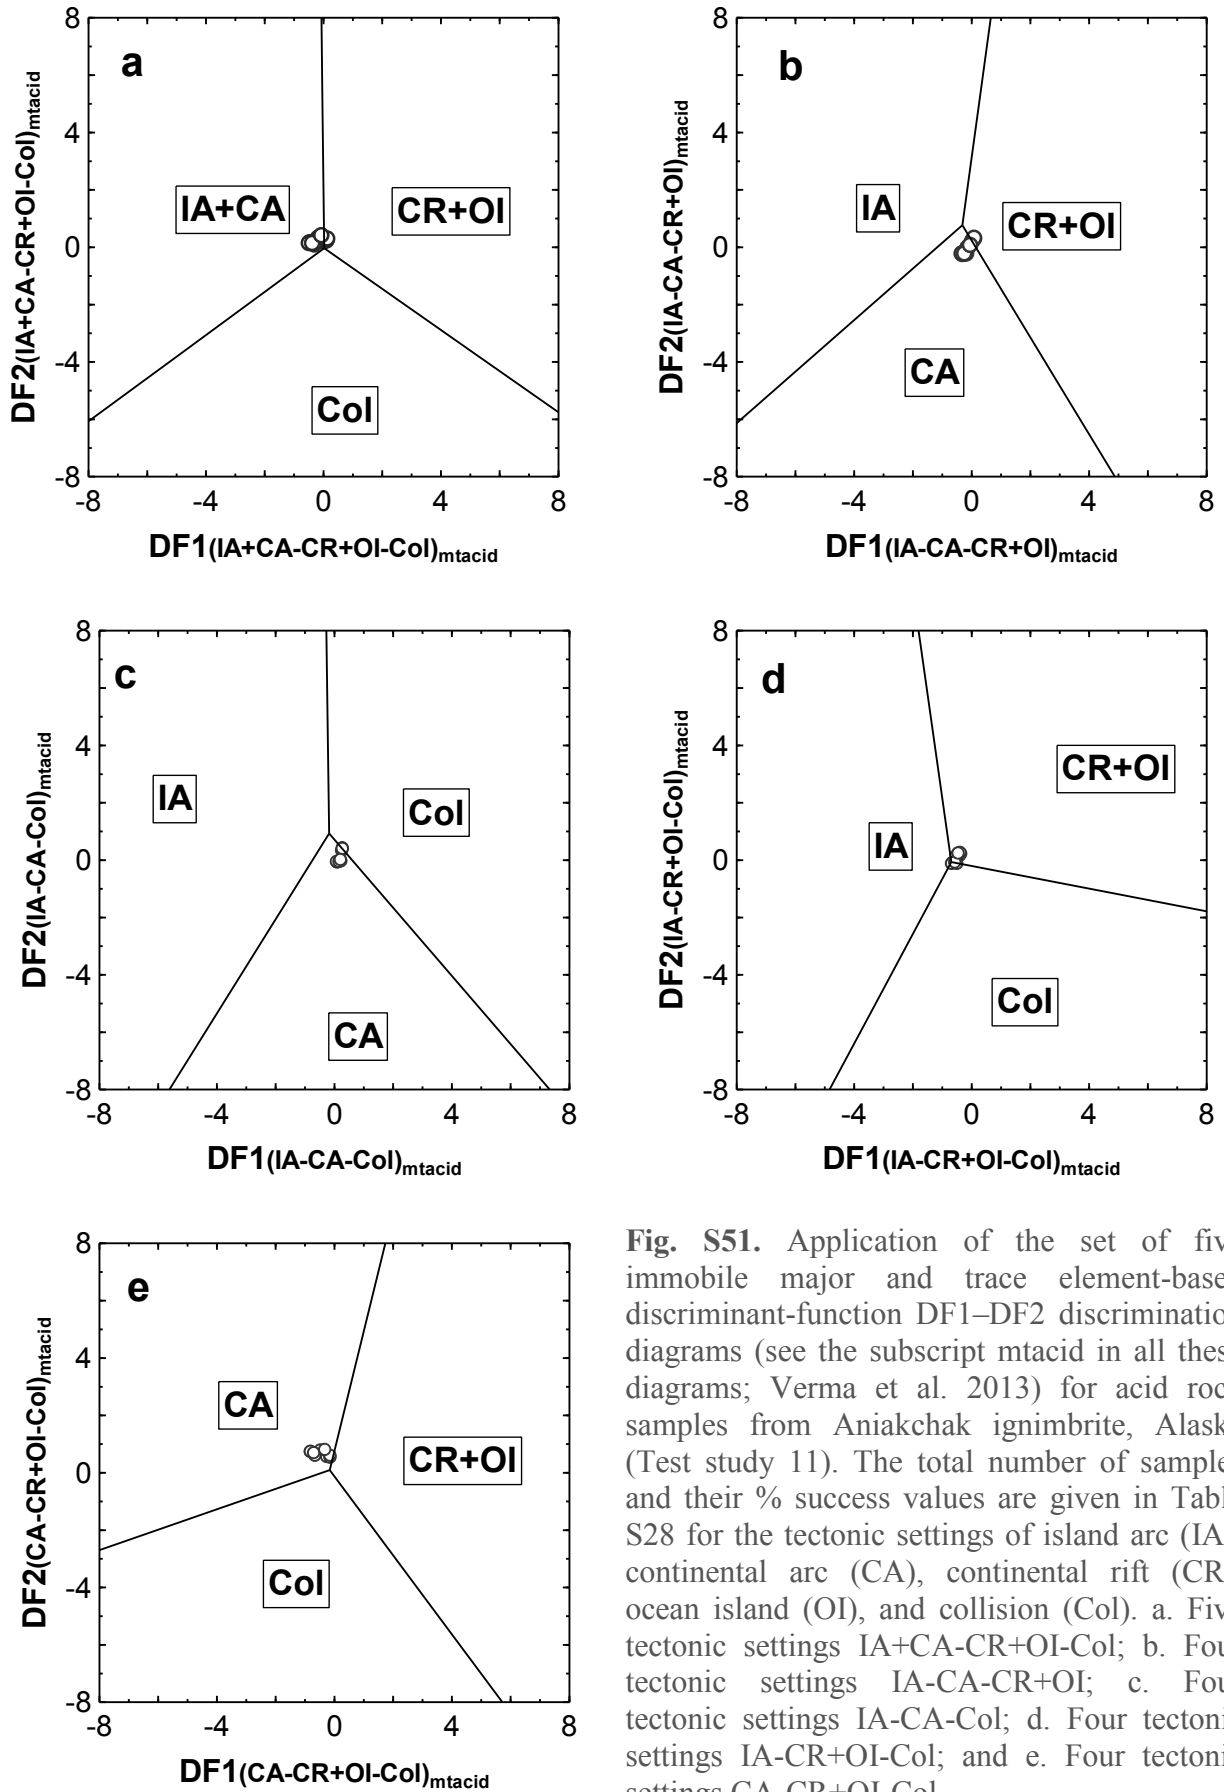 a
8
4
0
-4
-8
-8
-4
0
4
8
IA+CA
CR+OI
Col
DF2(IA+CA-CR+OI-Col)mtacid
DF1(IA+CA-CR+OI-Col)mtacid
b
8
4
0
-4
-8
-8
-4
0
4
8
IA
CR+OI
CA
DF2(IA-CA-CR+OI)mtacid
DF1(IA-CA-CR+OI)mtacid
c
8
4
0
-4
-8
-8
-4
0
4
8
IA
Col
CA
DF2(IA-CA-Col)mtacid
DF1(IA-CA-Col)mtacid
d
8
4
0
-4
-8
-8
-4
0
4
8
CR+OI
IA
Col
DF2(IA-CR+OI-Col)mtacid
DF1(IA-CR+OI-Col)mtacid
e
8
4
0
-4
-8
-8
-4
0
4
8
CA
CR+OI
Col
DF2(CA-CR+OI-Col)mtacid
DF1(CA-CR+OI-Col)mtacid
Fig. S51. Application of the set of fiv
immobile major and trace element-base
discriminant-function DF1–DF2 discriminatio
diagrams (see the subscript mtacid in all thes
diagrams; Verma et al. 2013) for acid roc
samples from Aniakchak ignimbrite, Alask
(Test study 11). The total number of sample
and their % success values are given in Tabl
S28 for the tectonic settings of island arc (IA
continental arc (CA), continental rift (CR
ocean island (OI), and collision (Col). a. Fiv
tectonic settings IA+CA-CR+OI-Col; b. Fou
tectonic settings IA-CA-CR+OI; c. Fou
tectonic settings IA-CA-Col; d. Four tectoni
settings IA-CR+OI-Col; and e. Four tectoni
settings CA-CR+OI-Col